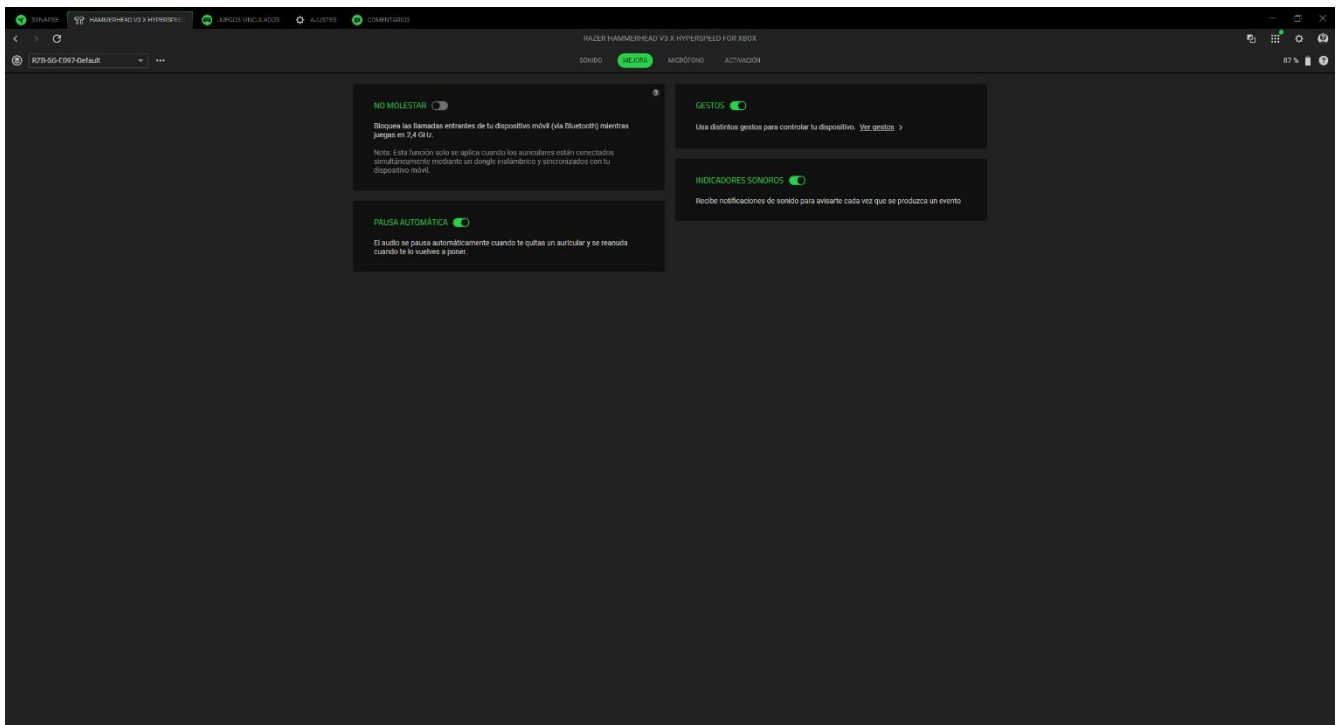 SYNAPSE HAMMERHEAD V3 X HYPERSPEE JUEGOS VINCULADOS AJUSTES COMENTARIOS
RAZER HAMMERHEAD V3 X HYPERSPEED FOR XBOX
RZB-SG-E097-Default SONIDO MEJORA MICRÓFONO ACTIVACIÓN 87 %
NO MOLESTAR
Bloquea las llamadas entrantes de tu dispositivo móvil (vía Bluetooth) mientras
juegas en 2,4 GHz.
Nota: Esta función solo se aplica cuando los auriculares están conectados
simultáneamente mediante un dongle inalámbrico y sincronizados con tu
dispositivo móvil.
PAUSA AUTOMÁTICA
El audio se pausa automáticamente cuando te quitas un auricular y se reanuda
cuando te lo vuelves a poner.
GESTOS
Usa distintos gestos para controlar tu dispositivo. Ver gestos >
INDICADORES SONOROS
Recibe notificaciones de sonido para avisarte cada vez que se produzca un evento